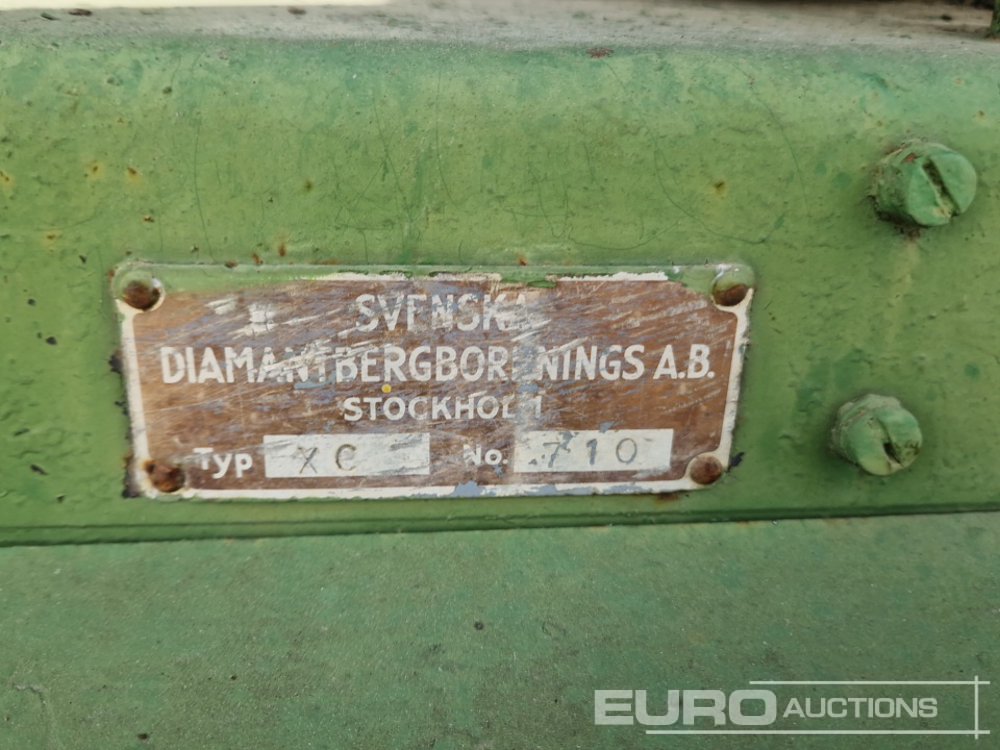 SVENSKA
DIAMANTBERGBORRNINGS A.B.
STOCKHOLM
Typ XC No. 710
EURO AUCTIONS